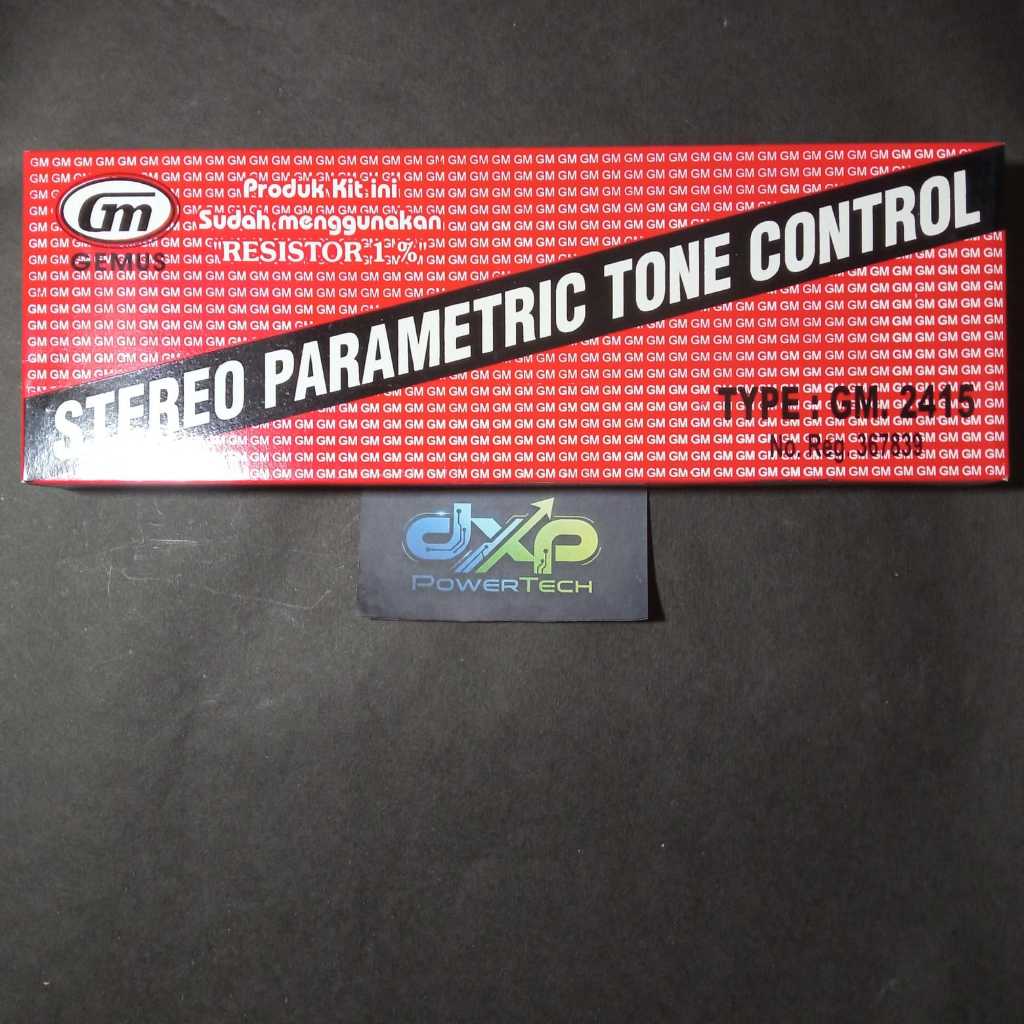 Gm
GEMUS
Produk Kit ini
Sudah menggunakan
"RESISTOR 1 %"
STEREO PARAMETRIC TONE CONTROL
TYPE : GM. 2415
No. Reg 367839
dxp
POWERTECH